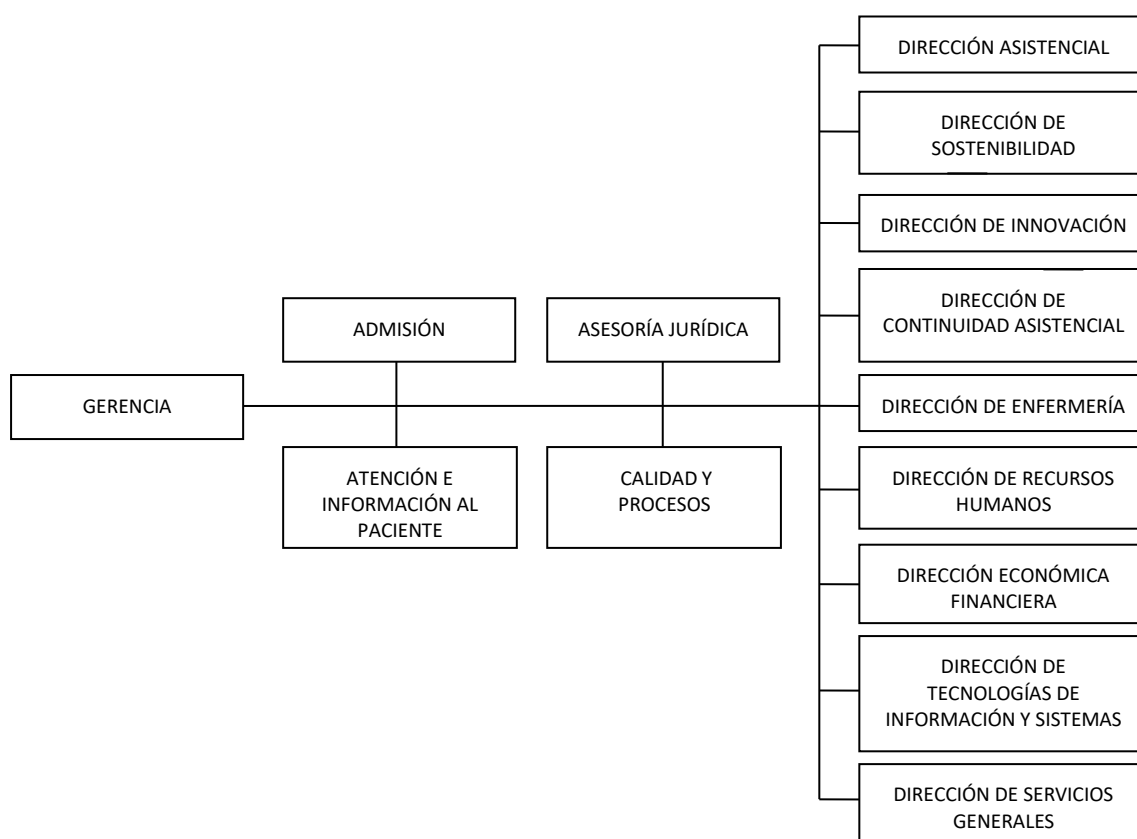 GERENCIA
ADMISIÓN
ATENCIÓN E
INFORMACIÓN AL
PACIENTE
ASESORÍA JURÍDICA
CALIDAD Y
PROCESOS
DIRECCIÓN ASISTENCIAL
DIRECCIÓN DE
SOSTENIBILIDAD
DIRECCIÓN DE INNOVACIÓN
DIRECCIÓN DE
CONTINUIDAD ASISTENCIAL
DIRECCIÓN DE ENFERMERÍA
DIRECCIÓN DE RECURSOS
HUMANOS
DIRECCIÓN ECONÓMICA
FINANCIERA
DIRECCIÓN DE
TECNOLOGÍAS DE
INFORMACIÓN Y SISTEMAS
DIRECCIÓN DE SERVICIOS
GENERALES